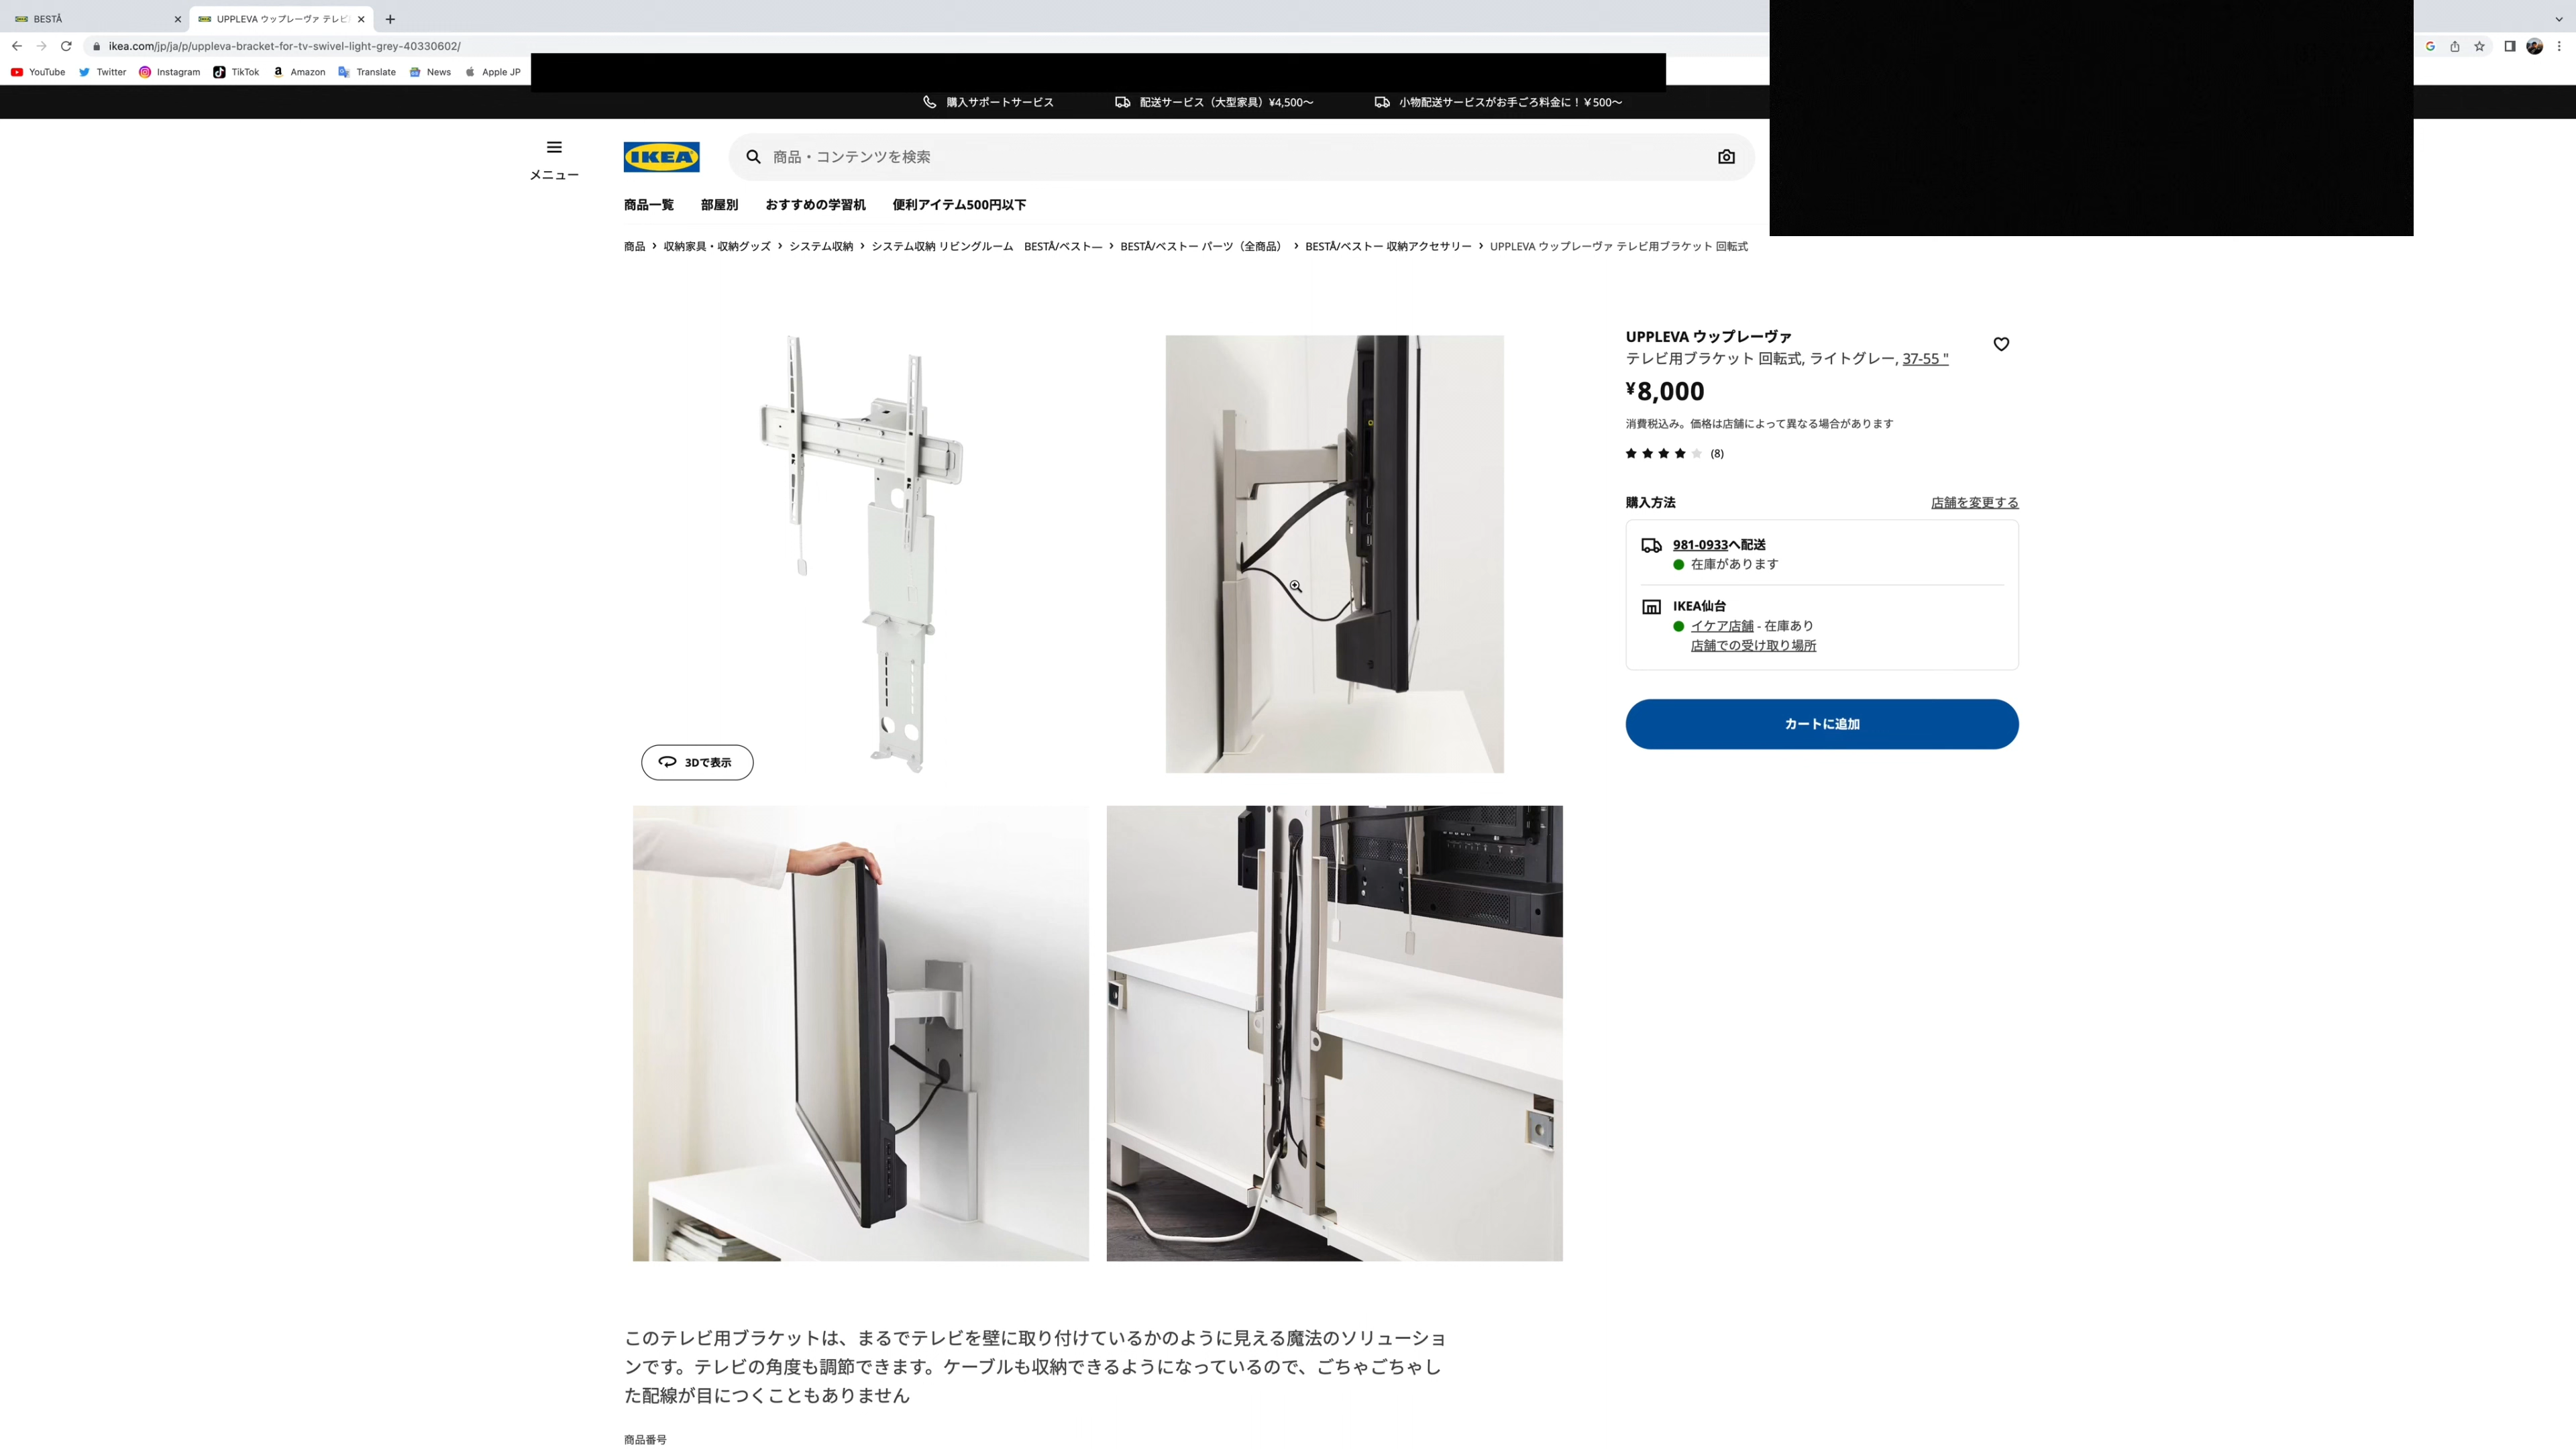 BESTÅ
UPPLEVA ウップレーヴァ テレビ
ikea.com/jp/ja/p/uppleva-bracket-for-tv-swivel-light-grey-40330602/
YouTube
Twitter
Instagram
TikTok
Amazon
Translate
News
Apple JP
購入サポートサービス
配送サービス（大型家具）¥4,500〜
小物配送サービスがお手ごろ料金に！￥500〜
メニュー
IKEA
商品・コンテンツを検索
商品一覧
部屋別
おすすめの学習机
便利アイテム500円以下
商品 › 収納家具・収納グッズ › システム収納 › システム収納 リビングルーム　BESTÅ/ベストー › BESTÅ/ベストー パーツ（全商品） › BESTÅ/ベストー 収納アクセサリー › UPPLEVA ウップレーヴァ テレビ用ブラケット 回転式
UPPLEVA ウップレーヴァ
テレビ用ブラケット 回転式, ライトグレー, 37-55 "
¥8,000
消費税込み。価格は店舗によって異なる場合があります
(8)
購入方法
店舗を変更する
981-0933へ配送
在庫があります
IKEA仙台
イケア店舗 - 在庫あり
店舗での受け取り場所
カートに追加
3Dで表示
このテレビ用ブラケットは、まるでテレビを壁に取り付けているかのように見える魔法のソリューショ
ンです。テレビの角度も調節できます。ケーブルも収納できるようになっているので、ごちゃごちゃし
た配線が目につくこともありません
商品番号